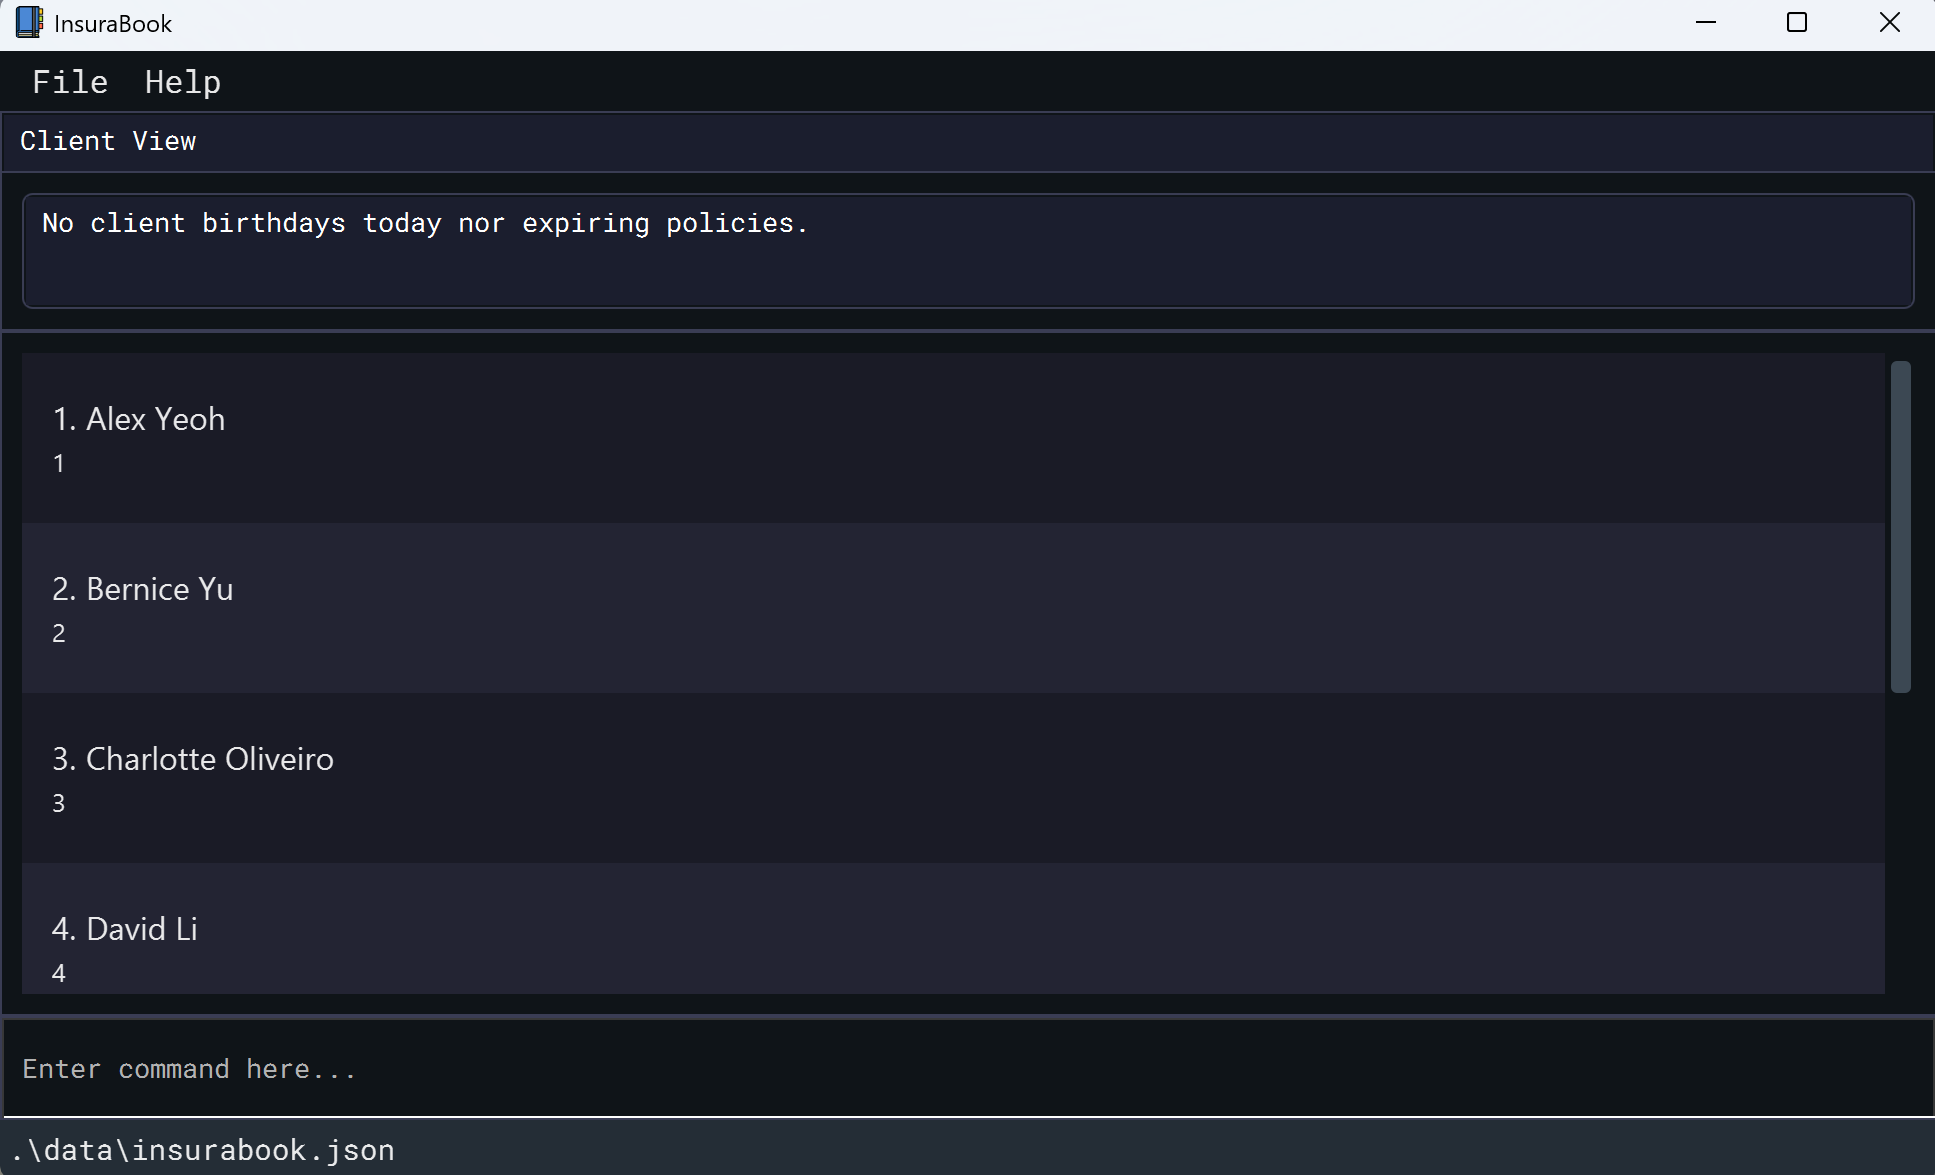 InsuraBook
File Help
Client View
No client birthdays today nor expiring policies.
1. Alex Yeoh
1
2. Bernice Yu
2
3. Charlotte Oliveiro
3
4. David Li
4
Enter command here...
.\data\insurabook.json